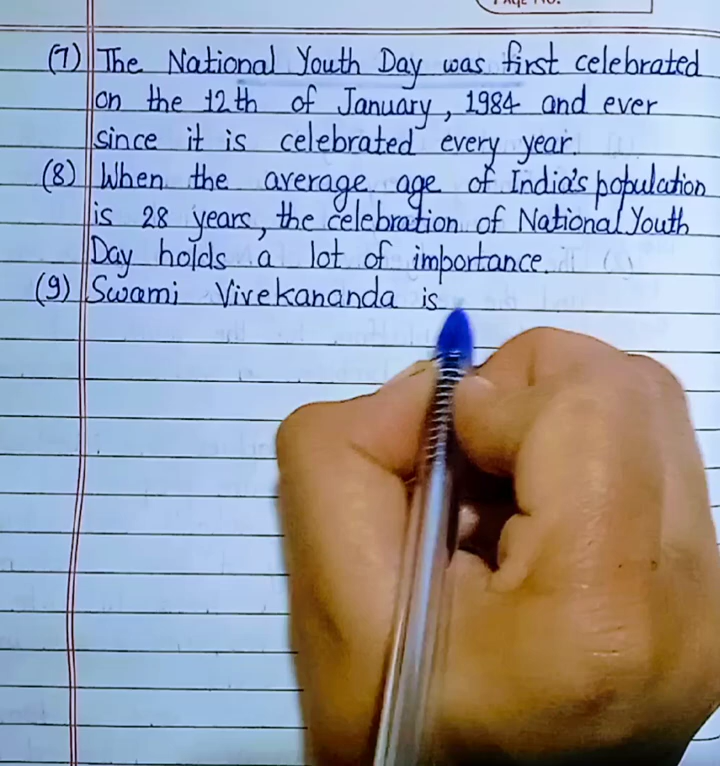 (7) The National Youth Day was first celebrated
on the 12th of January, 1984 and ever
since it is celebrated every year.
(8) When the average age of India's population
is 28 years, the celebration of National Youth
Day holds a lot of importance.
(9) Swami Vivekananda is